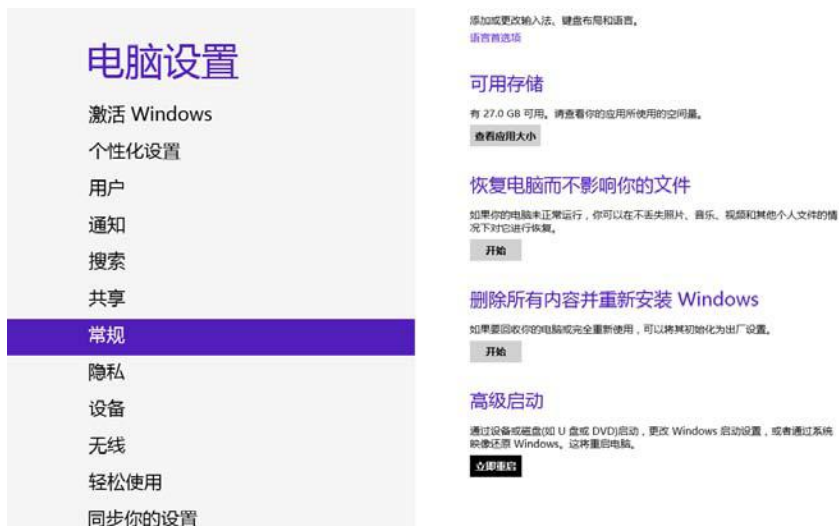 电脑设置
激活 Windows
个性化设置
用户
通知
搜索
共享
常规
隐私
设备
无线
轻松使用
同步你的设置
添加或更改输入法、键盘布局和语言。
语言首选项
可用存储
有 27.0 GB 可用。请查看你的应用所使用的空间量。
查看应用大小
恢复电脑而不影响你的文件
如果你的电脑未正常运行，你可以在不丢失照片、音乐、视频和其他个人文件的情
况下对它进行恢复。
开始
删除所有内容并重新安装 Windows
如果要回收你的电脑或完全重新使用，可以将其初始化为出厂设置。
开始
高级启动
通过设备或磁盘(如 U 盘或 DVD)启动，更改 Windows 启动设置，或者通过系统
映像还原 Windows。这将重启电脑。
立即重启